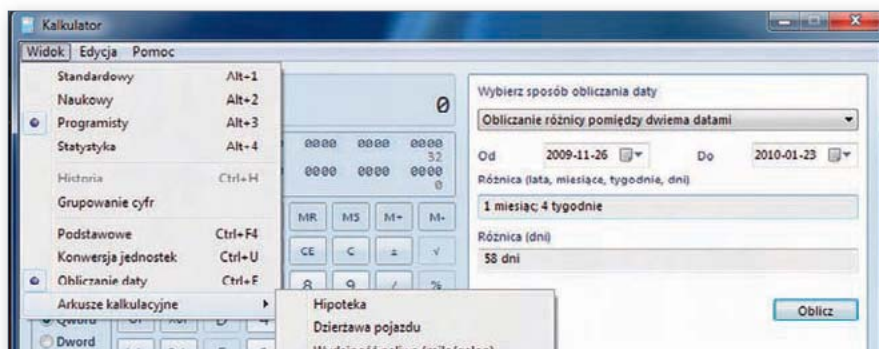 Kalkulator
Widok Edycja Pomoc
Standardowy Alt+1
Naukowy Alt+2
Programisty Alt+3
Statystyka Alt+4
Historia Ctrl+H
Grupowanie cyfr
Podstawowe Ctrl+F4
Konwersja jednostek Ctrl+U
Obliczanie daty Ctrl+E
Arkusze kalkulacyjne
Hipoteka
Dzierżawa pojazdu
Qword
Dword
0
0000 0000 0000
32
0000 0000 0000
0
MR MS M+ M-
CE C ± √
8 9 / %
Wybierz sposób obliczania daty
Obliczanie różnicy pomiędzy dwiema datami
Od 2009-11-26 Do 2010-01-23
Różnica (lata, miesiące, tygodnie, dni)
1 miesiąc; 4 tygodnie
Różnica (dni)
58 dni
Oblicz